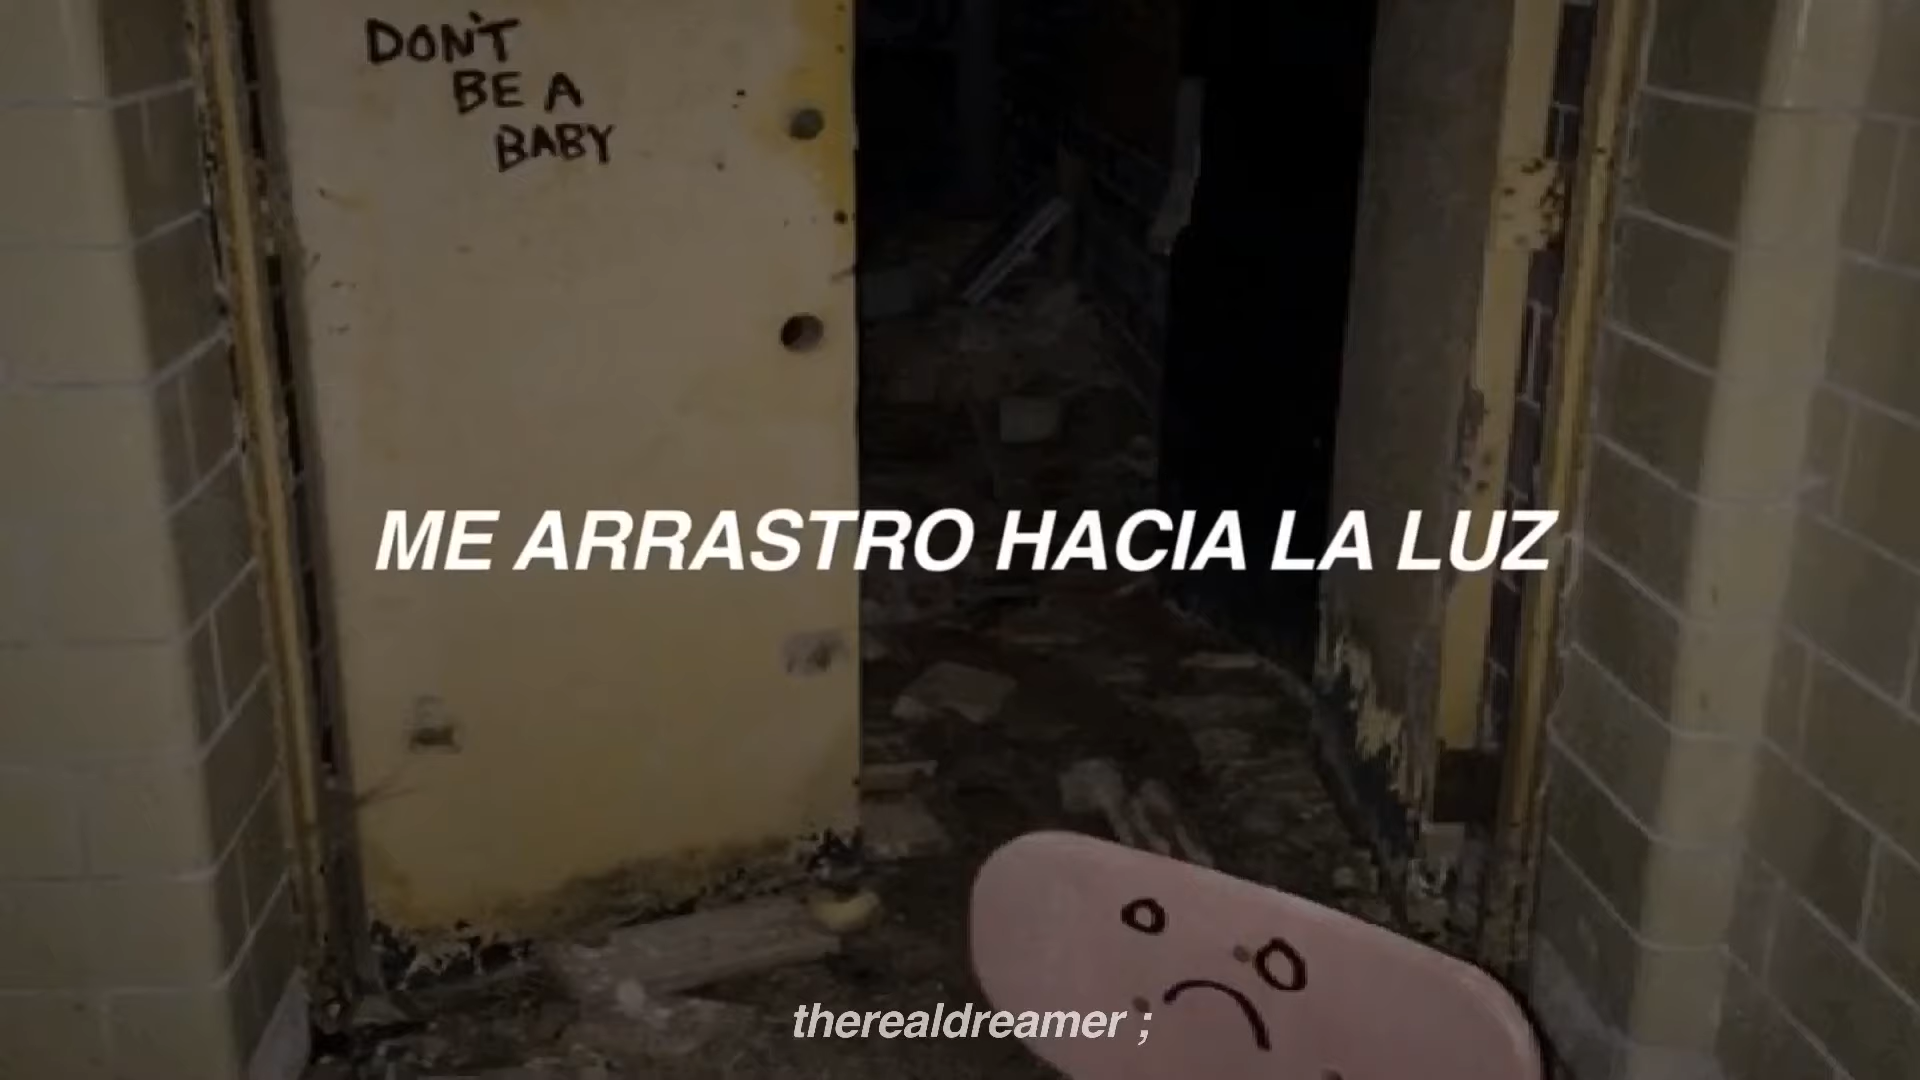 DON'T
BE A
BABY
ME ARRASTRO HACIA LA LUZ
therealdreamer ;